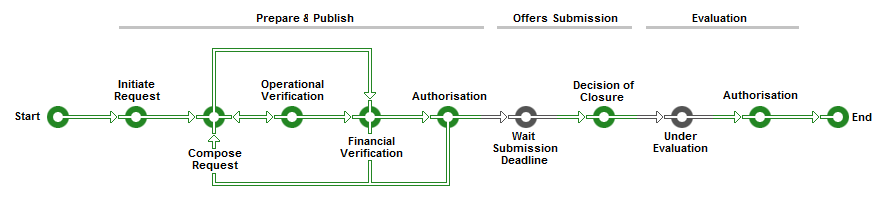 Prepare & Publish
Offers Submission
Evaluation
Start
Initiate
Request
Compose
Request
Operational
Verification
Financial
Verification
Authorisation
Wait
Submission
Deadline
Decision of
Closure
Under
Evaluation
Authorisation
End